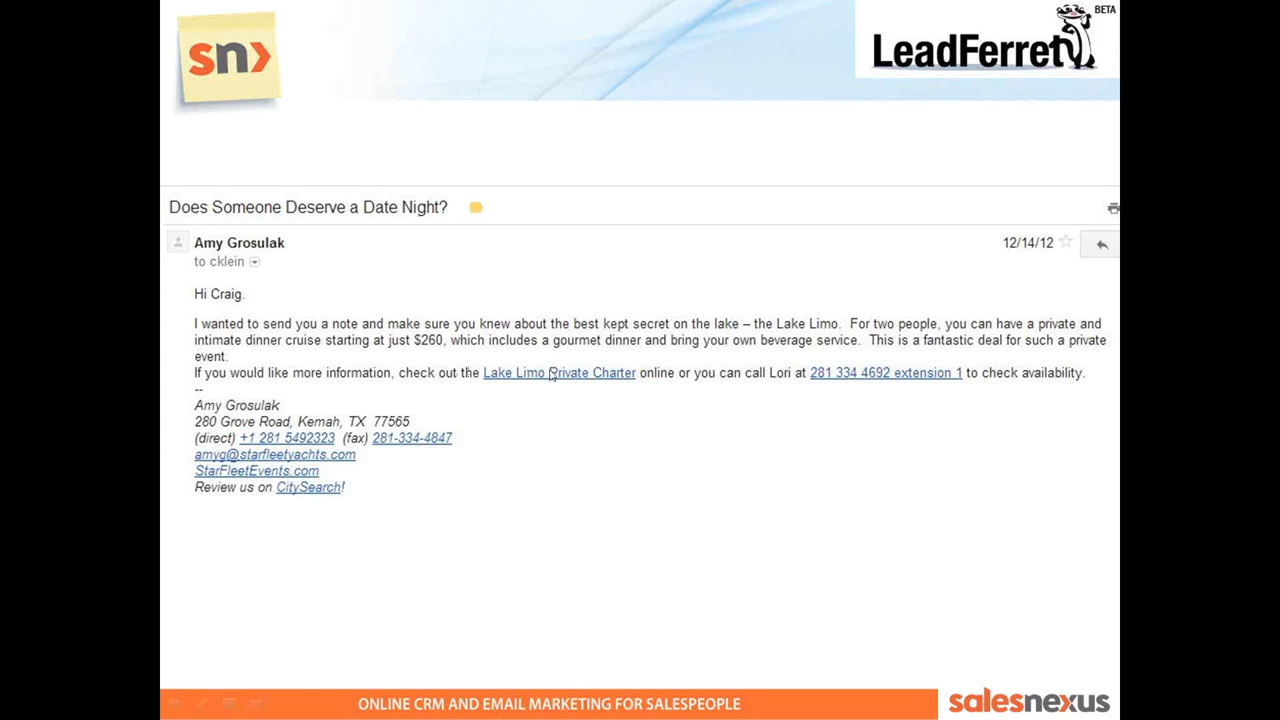 sn>
BETA
LeadFerret
Does Someone Deserve a Date Night?
Amy Grosulak
12/14/12
to cklein
Hi Craig.
I wanted to send you a note and make sure you knew about the best kept secret on the lake – the Lake Limo. For two people, you can have a private and
intimate dinner cruise starting at just $260, which includes a gourmet dinner and bring your own beverage service. This is a fantastic deal for such a private
event.
If you would like more information, check out the Lake Limo Private Charter online or you can call Lori at 281 334 4692 extension 1 to check availability.
--
Amy Grosulak
280 Grove Road, Kemah, TX 77565
(direct) +1 281 5492323 (fax) 281-334-4847
amyg@starfleetyachts.com
StarFleetEvents.com
Review us on CitySearch!
ONLINE CRM AND EMAIL MARKETING FOR SALESPEOPLE
salesnexus